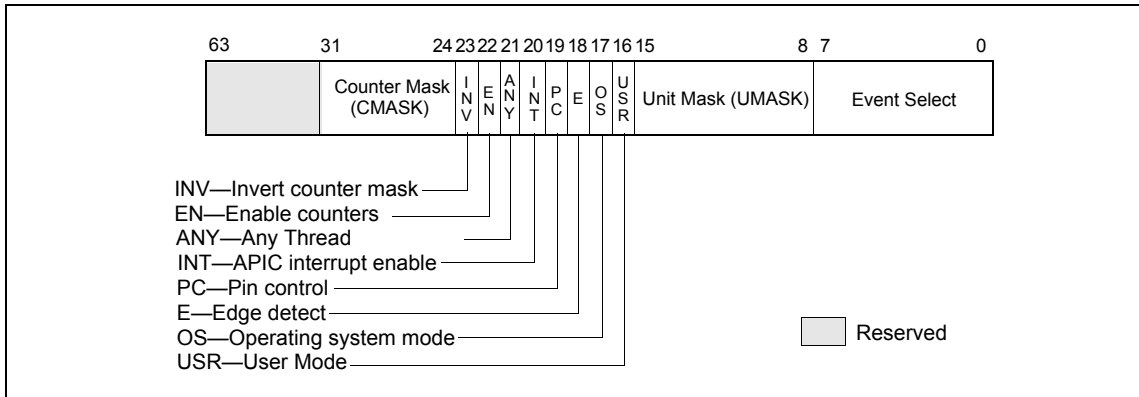 63 31 24 23 22 21 20 19 18 17 16 15 8 7 0
Counter Mask (CMASK) INV EN ANY INT PC E OS USR Unit Mask (UMASK) Event Select
INV—Invert counter mask
EN—Enable counters
ANY—Any Thread
INT—APIC interrupt enable
PC—Pin control
E—Edge detect
OS—Operating system mode
USR—User Mode
Reserved